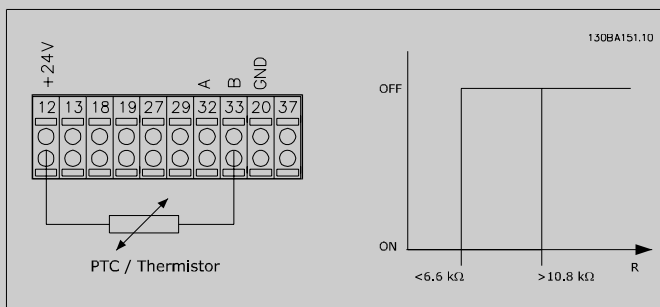 130BA151.10
+24V
A
B
GND
12 13 18 19 27 29 32 33 20 37
PTC / Thermistor
OFF
ON
<6.6 kΩ
>10.8 kΩ
R